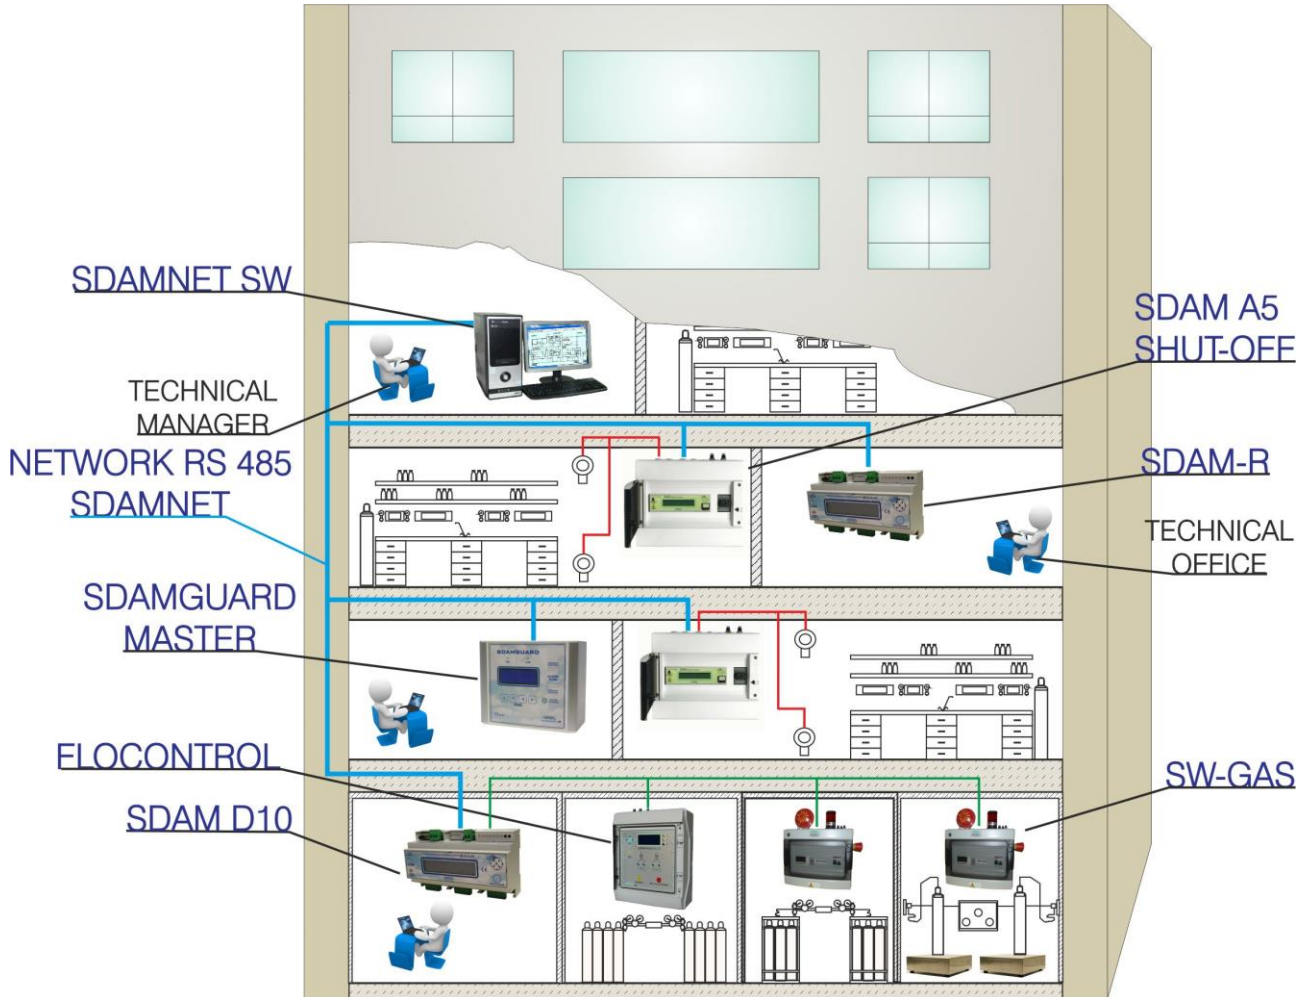 SDAMNET SW
SDAM A5
SHUT-OFF
TECHNICAL
MANAGER
NETWORK RS 485
SDAMNET
SDAM-R
TECHNICAL
OFFICE
SDAMGUARD
MASTER
SDAMGUARD
FLOCONTROL
SW-GAS
SDAM D10